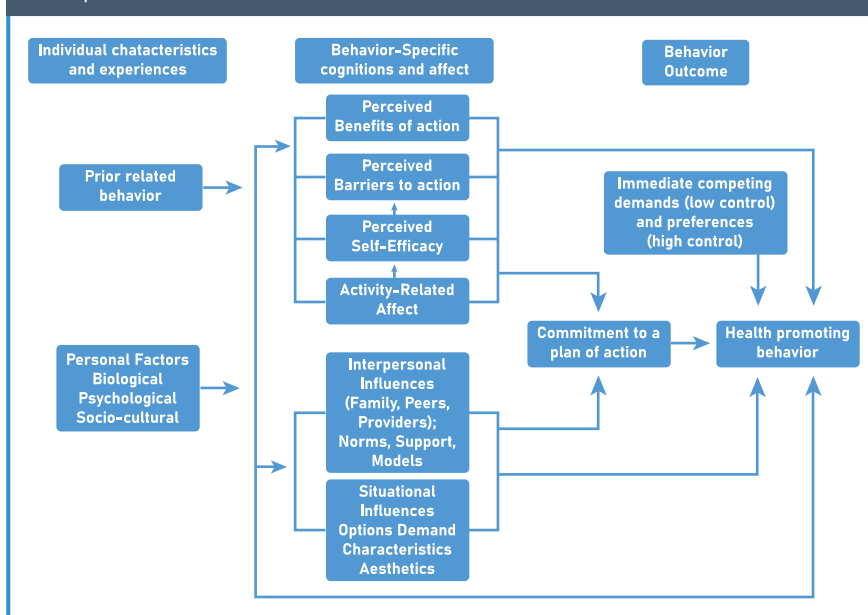 Individual chatacteristics
and experiences
Behavior-Specific
cognitions and affect
Behavior
Outcome
Perceived
Benefits of action
Prior related
behavior
Perceived
Barriers to action
Immediate competing
demands (low control)
and preferences
(high control)
Perceived
Self-Efficacy
Activity-Related
Affect
Commitment to a
plan of action
Health promoting
behavior
Personal Factors
Biological
Psychological
Socio-cultural
Interpersonal
Influences
(Family, Peers,
Providers);
Norms, Support,
Models
Situational
Influences
Options Demand
Characteristics
Aesthetics